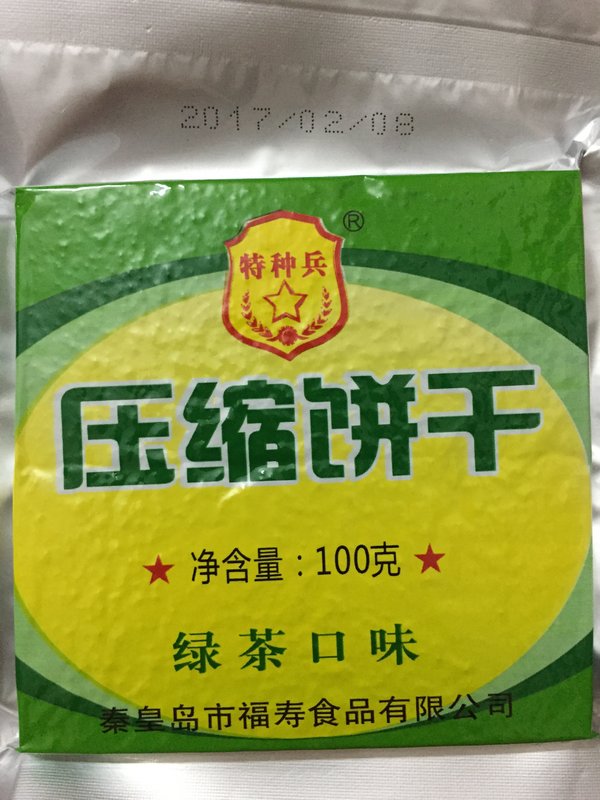 2017/02/08
®
特种兵
压缩饼干
净含量：100克
绿茶口味
秦皇岛市福寿食品有限公司